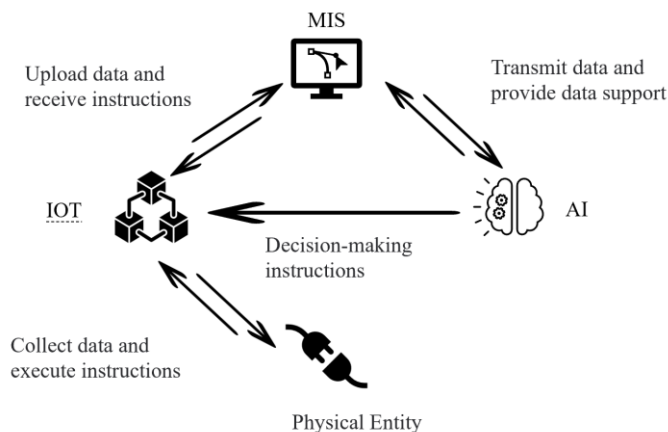 MIS
Upload data and
receive instructions
Transmit data and
provide data support
IOT
AI
Decision-making
instructions
Collect data and
execute instructions
Physical Entity